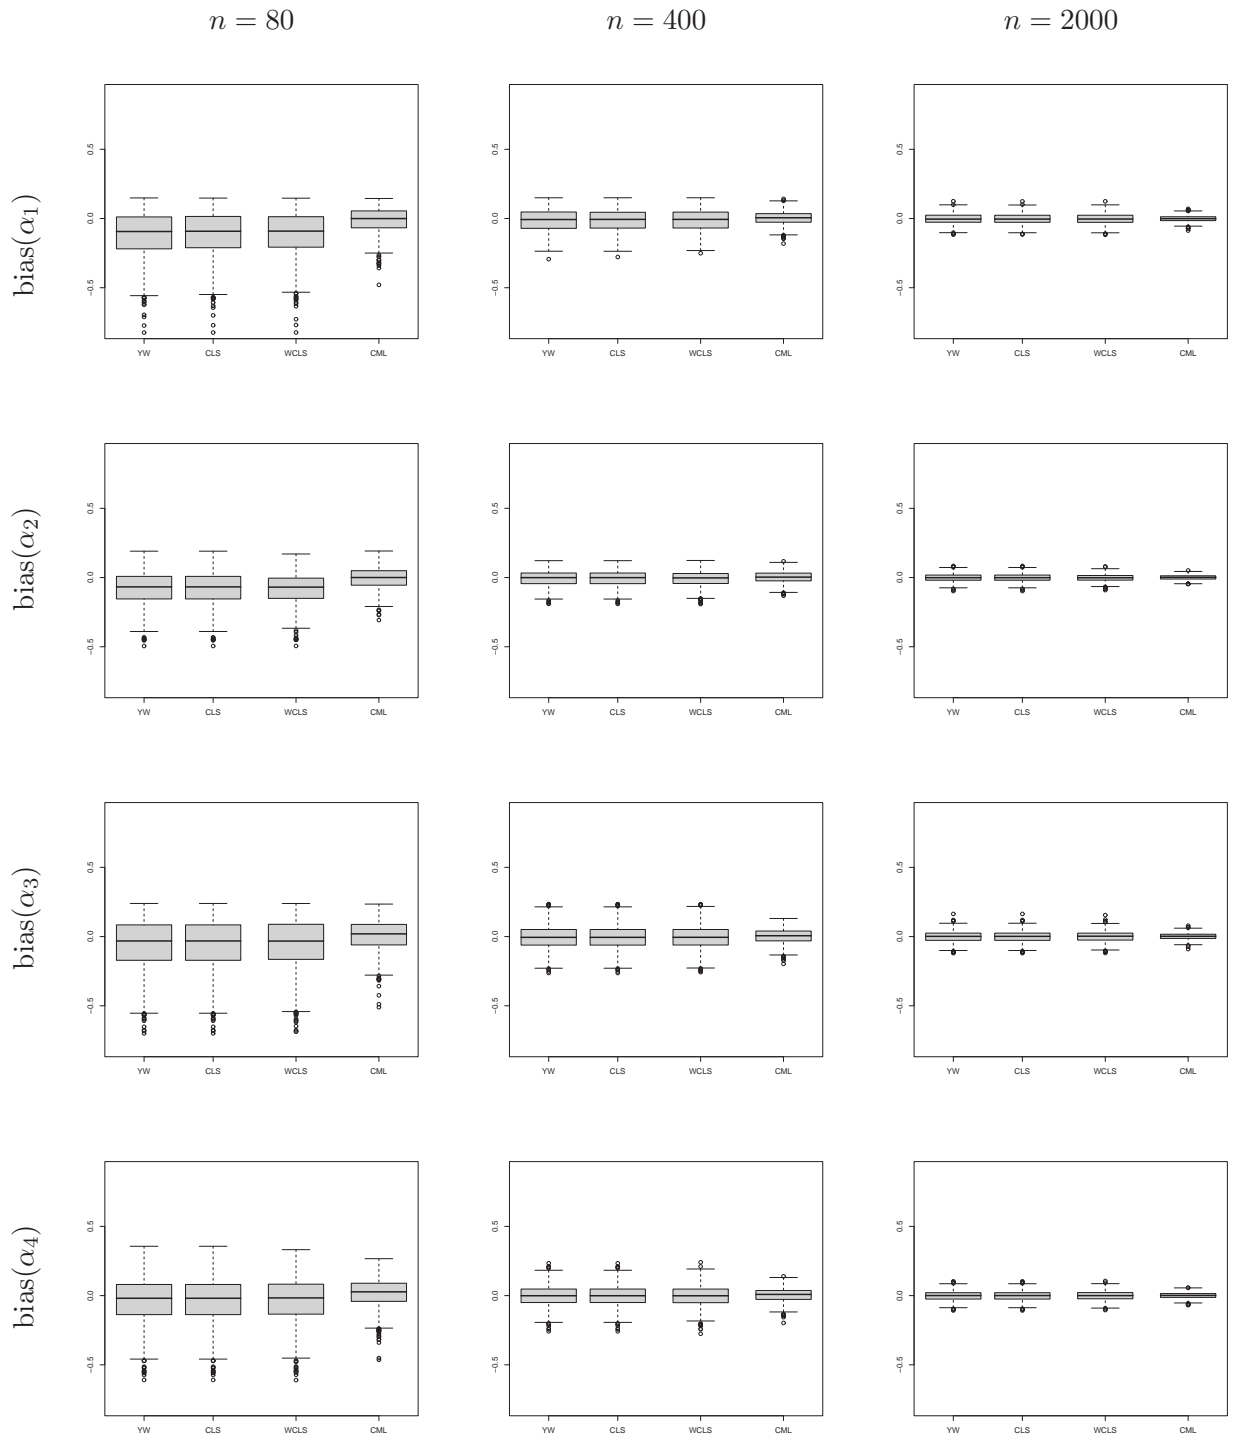 n = 80 n = 400 n = 2000
bias(α₁)
0.5 0.5 0.5
0.0 0.0 0.0
−0.5 −0.5 −0.5
YW CLS WCLS CML YW CLS WCLS CML YW CLS WCLS CML
bias(α₂)
0.5 0.5 0.5
0.0 0.0 0.0
−0.5 −0.5 −0.5
YW CLS WCLS CML YW CLS WCLS CML YW CLS WCLS CML
bias(α₃)
0.5 0.5 0.5
0.0 0.0 0.0
−0.5 −0.5 −0.5
YW CLS WCLS CML YW CLS WCLS CML YW CLS WCLS CML
bias(α₄)
0.5 0.5 0.5
0.0 0.0 0.0
−0.5 −0.5 −0.5
YW CLS WCLS CML YW CLS WCLS CML YW CLS WCLS CML